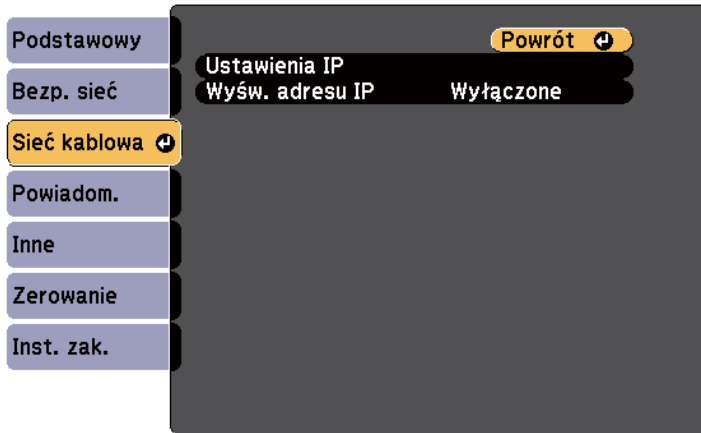 Podstawowy
Bezp. sieć
Sieć kablowa
Powiadom.
Inne
Zerowanie
Inst. zak.
Powrót
Ustawienia IP
Wyśw. adresu IP Wyłączone